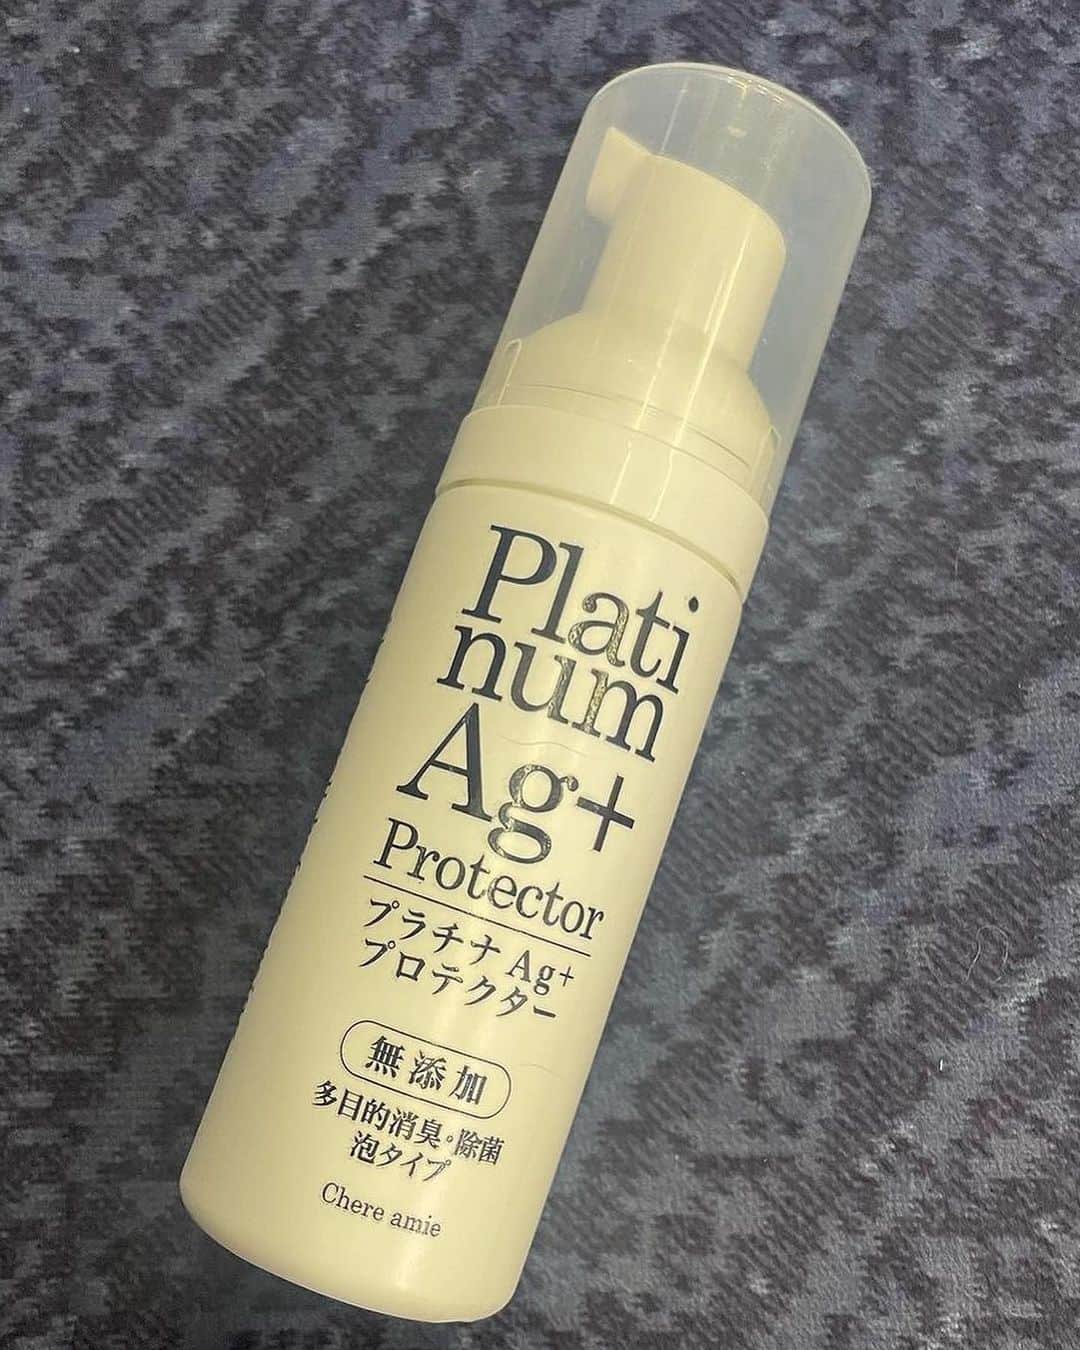 Plati
num
Ag+
Protector
プラチナ Ag+
プロテクター
無添加
多目的消臭・除菌
泡タイプ
Chere amie